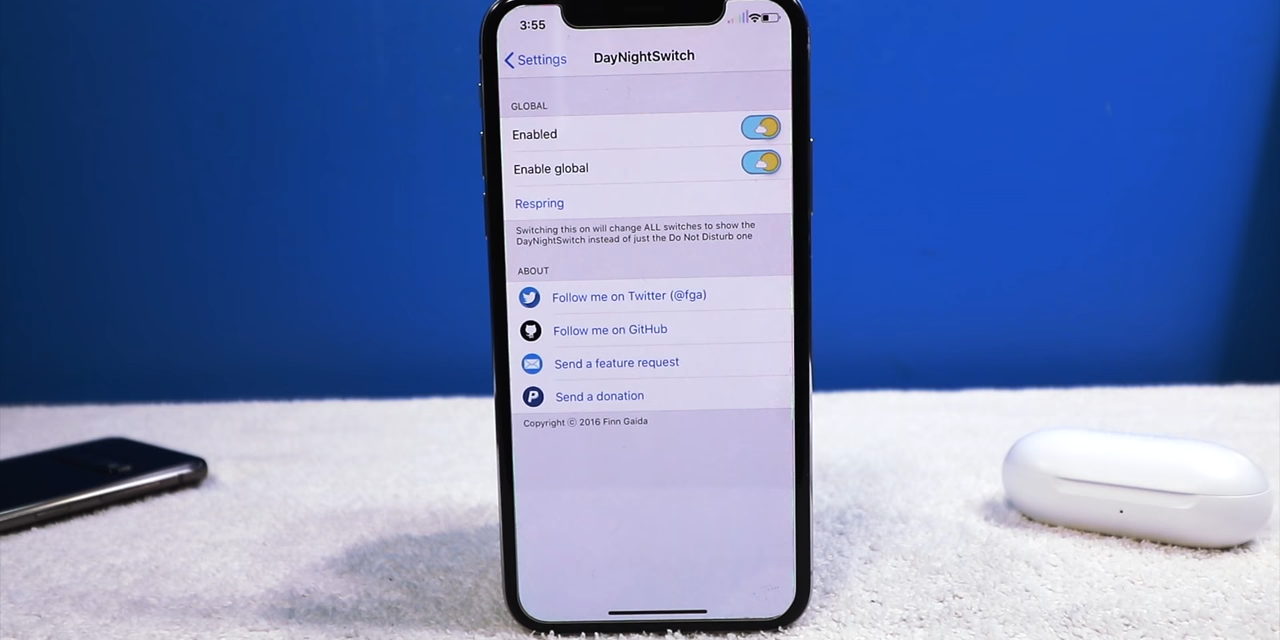 3:55
Settings
DayNightSwitch
GLOBAL
Enabled
Enable global
Respring
Switching this on will change ALL switches to show the
DayNightSwitch instead of just the Do Not Disturb one
ABOUT
Follow me on Twitter (@fga)
Follow me on GitHub
Send a feature request
Send a donation
Copyright © 2016 Finn Gaida